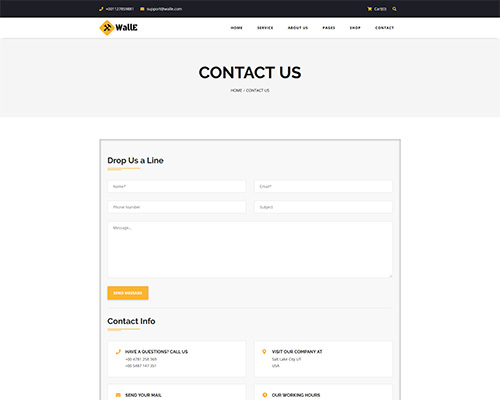 +001127859881 support@walle.com Cart(0)
WallE
HOME SERVICE ABOUT US PAGES SHOP CONTACT
CONTACT US
HOME / CONTACT US
Drop Us a Line
Name* Email*
Phone Number Subject
Message...
SEND MESSAGE
Contact Info
HAVE A QUESTIONS? CALL US
+00 4781 258 369
+00 5487 147 351
VISIT OUR COMPANY AT
Salt Lake City UT
USA
SEND YOUR MAIL
OUR WORKING HOURS